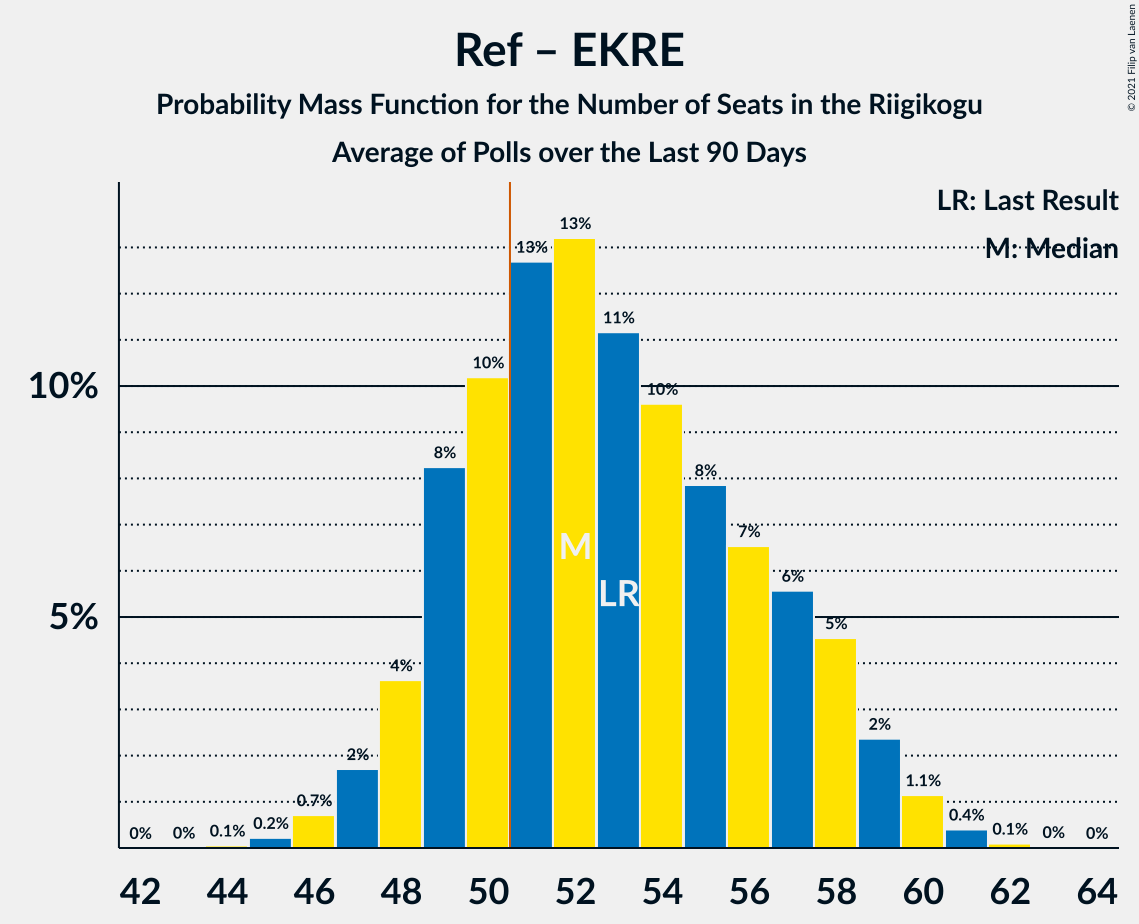 Ref – EKRE
Probability Mass Function for the Number of Seats in the Riigikogu
Average of Polls over the Last 90 Days
© 2021 Filip van Laenen
LR: Last Result
M: Median
10%
5%
0%
0%
0.1%
0.2%
0.7%
2%
4%
8%
10%
13%
13%
11%
10%
8%
7%
6%
5%
2%
1.1%
0.4%
0.1%
0%
0%
M
LR
42 44 46 48 50 52 54 56 58 60 62 64